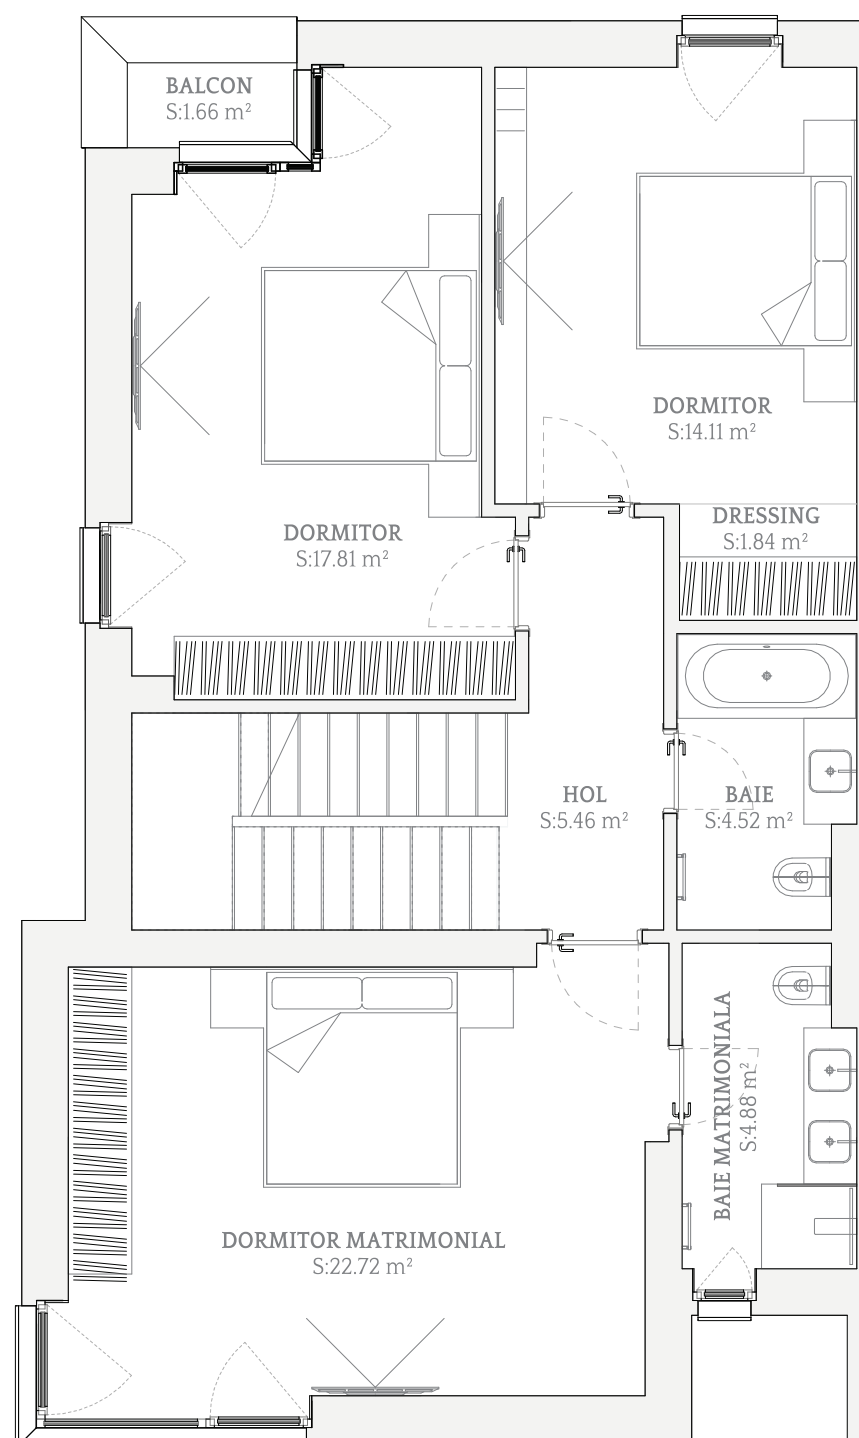 BALCON
S:1.66 m²
DORMITOR
S:14.11 m²
DRESSING
S:1.84 m²
DORMITOR
S:17.81 m²
HOL
S:5.46 m²
BAIE
S:4.52 m²
BAIE MATRIMONIALA
S:4.88 m²
DORMITOR MATRIMONIAL
S:22.72 m²